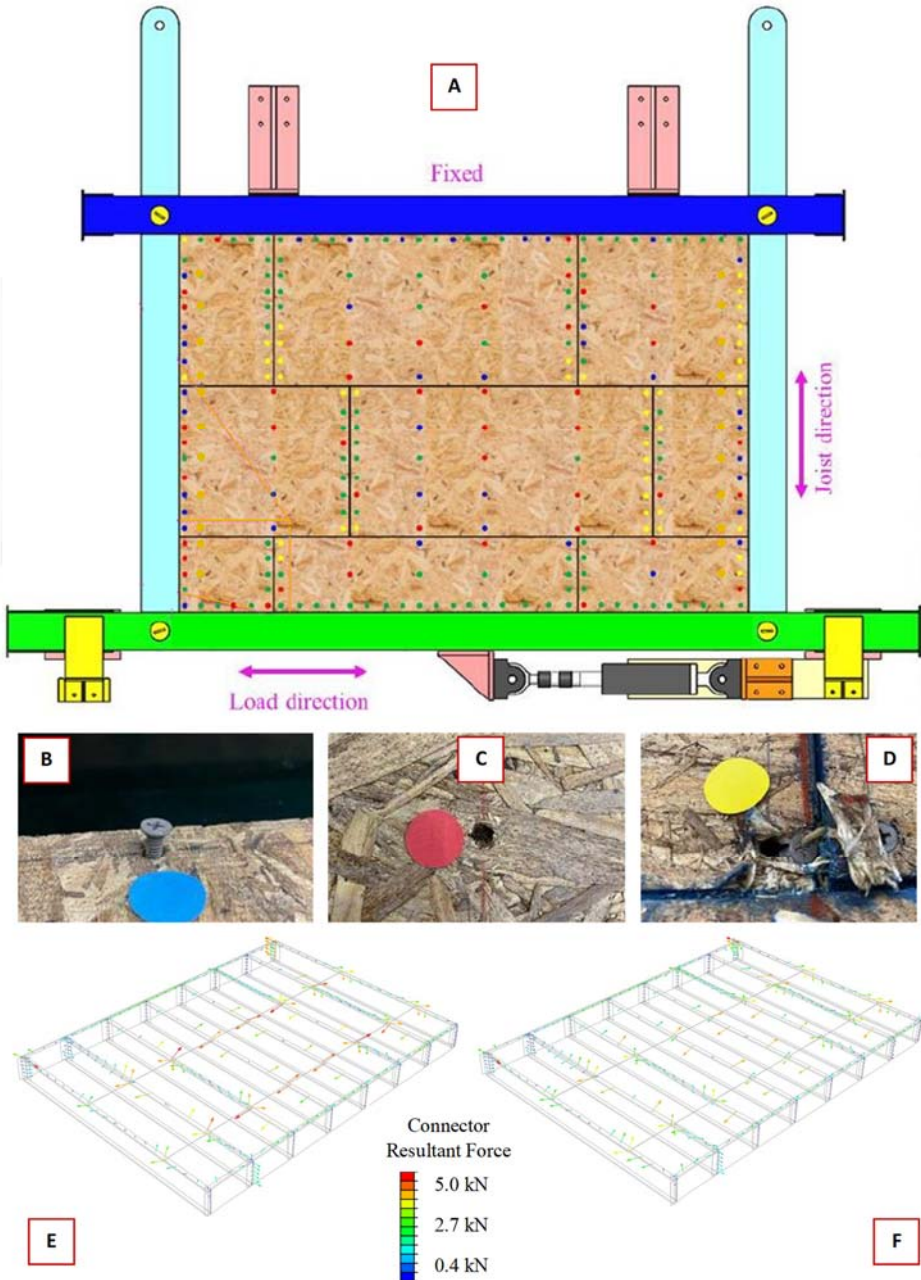 A
Fixed
Joist direction
Load direction
B
C
D
Connector
Resultant Force
5.0 kN
2.7 kN
0.4 kN
E
F